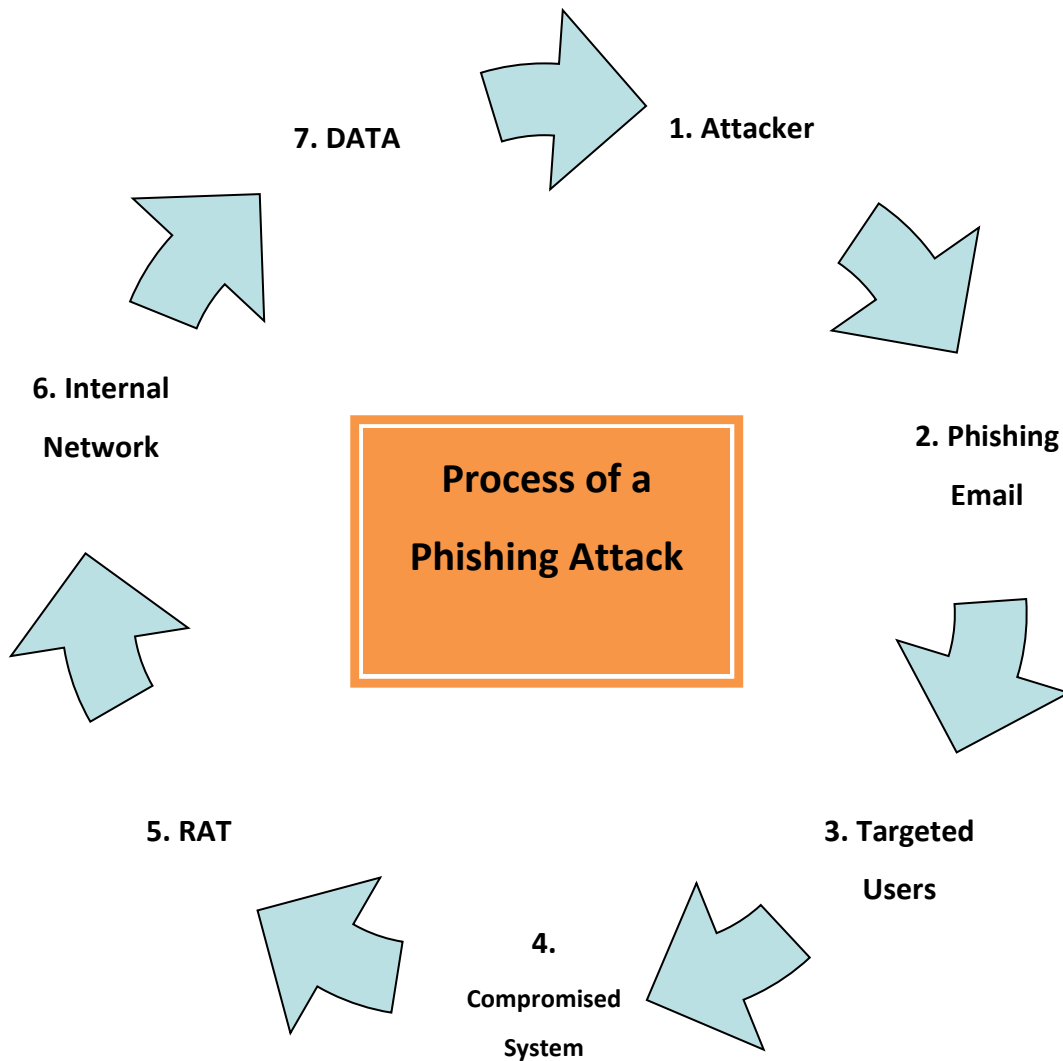 Process of a
Phishing Attack
1. Attacker
2. Phishing
Email
3. Targeted
Users
4.
Compromised
System
5. RAT
6. Internal
Network
7. DATA